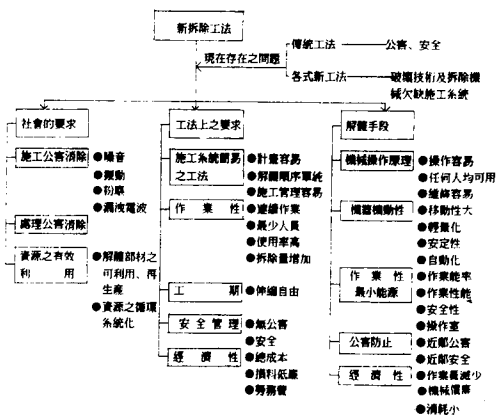 新拆除工法
現在存在之問題
傳統工法 公害、安全
各式新工法 破壞技術及拆除機
械欠缺施工系統
社會的要求
施工公害消除
●噪音
●振動
●粉塵
●漏洩電波
處理公害消除
資源之有效
利用
●解體部材之
可利用、再
生產
●資源之循環
系統化
工法上之要求
施工系統簡易
之工法
●計畫容易
●解體順序單純
●施工管理容易
作業性
●連續作業
●最少人員
●使用率高
●拆除量增加
工期
●伸縮自由
安全管理
●無公害
●安全
經濟性
●總成本
●損料低廉
●勞務費
解體手段
機械操作原理
●操作容易
●任何人均可用
●維修容易
機器機動性
●移動性大
●輕量化
●安定性
●自動化
作業性
最小能源
●作業能率
●作業性能
●安全性
●操作室
公害防止
●近鄰公害
●近鄰安全
經濟性
●作業員減少
●機械價廉
●消耗小